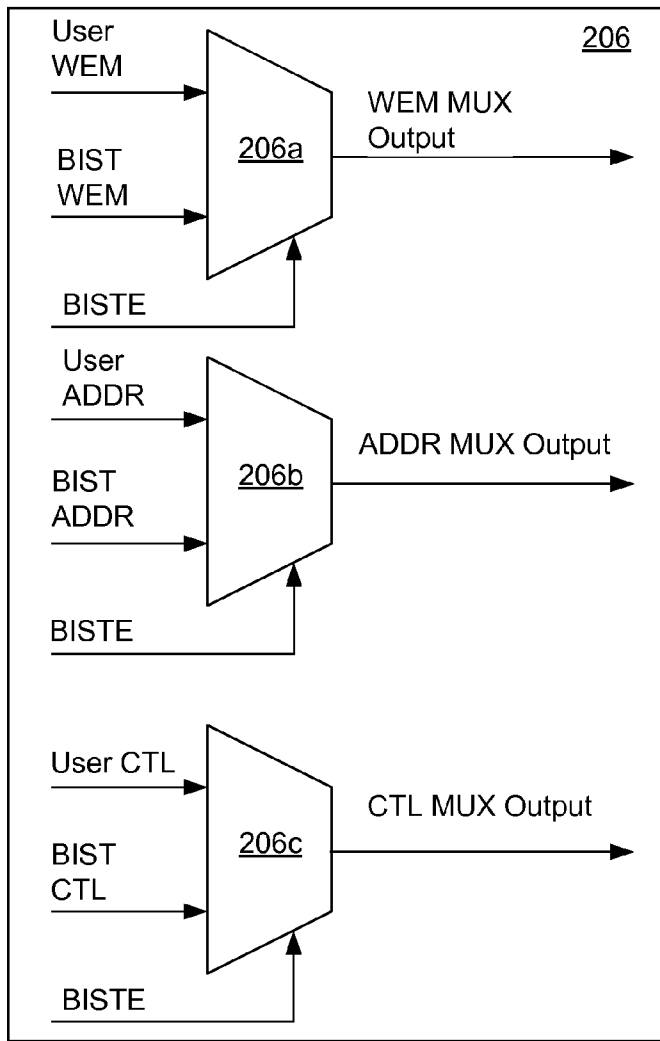 206
User
WEM
BIST
WEM
BISTE
206a
WEM MUX
Output
User
ADDR
BIST
ADDR
BISTE
206b
ADDR MUX Output
User CTL
BIST
CTL
BISTE
206c
CTL MUX Output